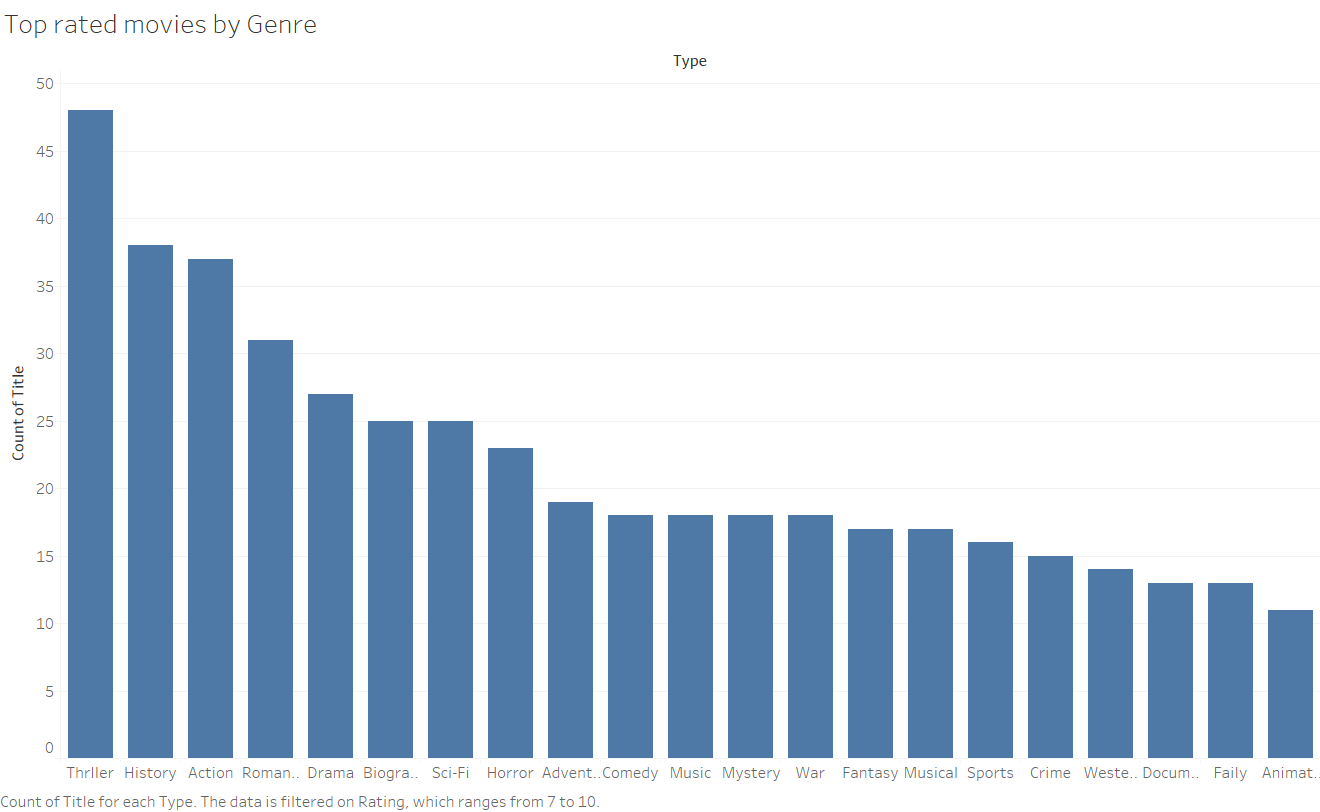 Top rated movies by Genre
Type
50
45
40
35
30
25
20
15
10
5
0
Count of Title
Thrller History Action Roman.. Drama Biogra.. Sci-Fi Horror Advent.. Comedy Music Mystery War Fantasy Musical Sports Crime Weste.. Docum.. Faily Animat..
Count of Title for each Type. The data is filtered on Rating, which ranges from 7 to 10.